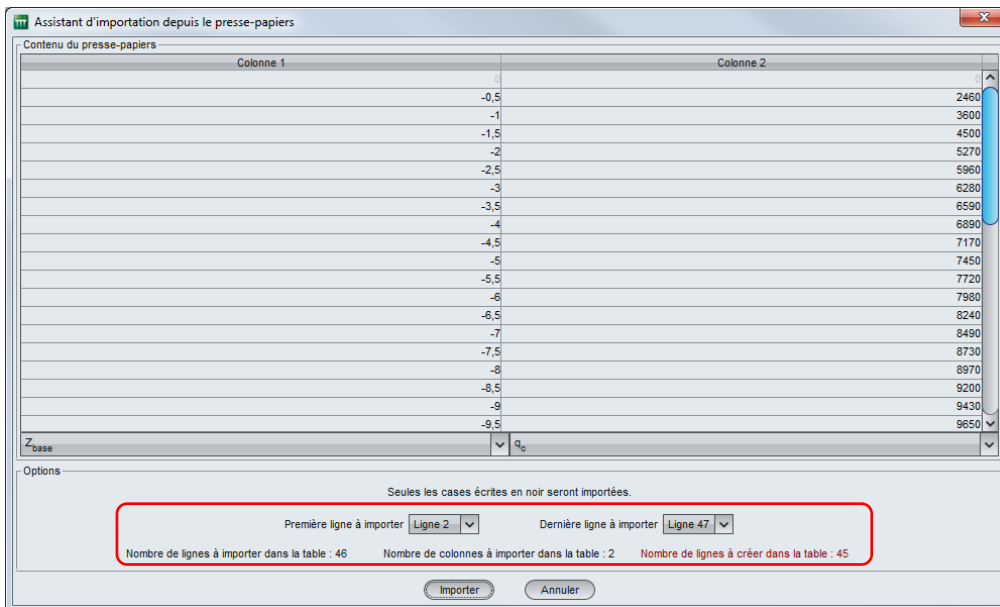 Assistant d'importation depuis le presse-papiers
Contenu du presse-papiers
Colonne 1 Colonne 2
0 0
-0,5 2460
-1 3600
-1,5 4500
-2 5270
-2,5 5960
-3 6280
-3,5 6590
-4 6890
-4,5 7170
-5 7450
-5,5 7720
-6 7980
-6,5 8240
-7 8490
-7,5 8730
-8 8970
-8,5 9200
-9 9430
-9,5 9650
Zbase qc
Options
Seules les cases écrites en noir seront importées.
Première ligne à importer Ligne 2 Dernière ligne à importer Ligne 47
Nombre de lignes à importer dans la table : 46 Nombre de colonnes à importer dans la table : 2 Nombre de lignes à créer dans la table : 45
Importer Annuler